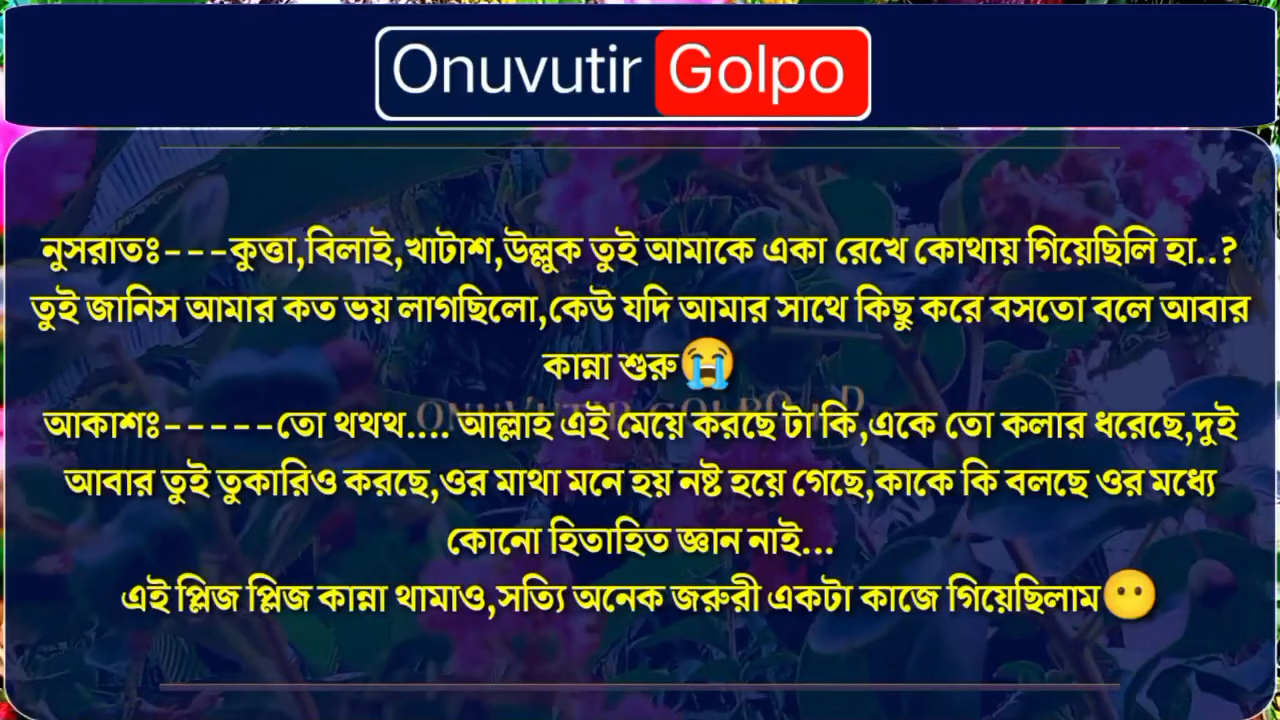 Onuvutir Golpo
নুসরাতঃ---কুত্তা,বিলাই,খাটাশ,উল্লুক তুই আমাকে একা রেখে কোথায় গিয়েছিলি হা..?
তুই জানিস আমার কত ভয় লাগছিলো,কেউ যদি আমার সাথে কিছু করে বসতো বলে আবার
কান্না শুরু😭
ONUVUTIR GOLPO
আকাশঃ-----তো থথথ.... আল্লাহ এই মেয়ে করছে টা কি,একে তো কলার ধরেছে,দুই
আবার তুই তুকারিও করছে,ওর মাথা মনে হয় নষ্ট হয়ে গেছে,কাকে কি বলছে ওর মধ্যে
কোনো হিতাহিত জ্ঞান নাই...
এই প্লিজ প্লিজ কান্না থামাও,সত্যি অনেক জরুরী একটা কাজে গিয়েছিলাম😶